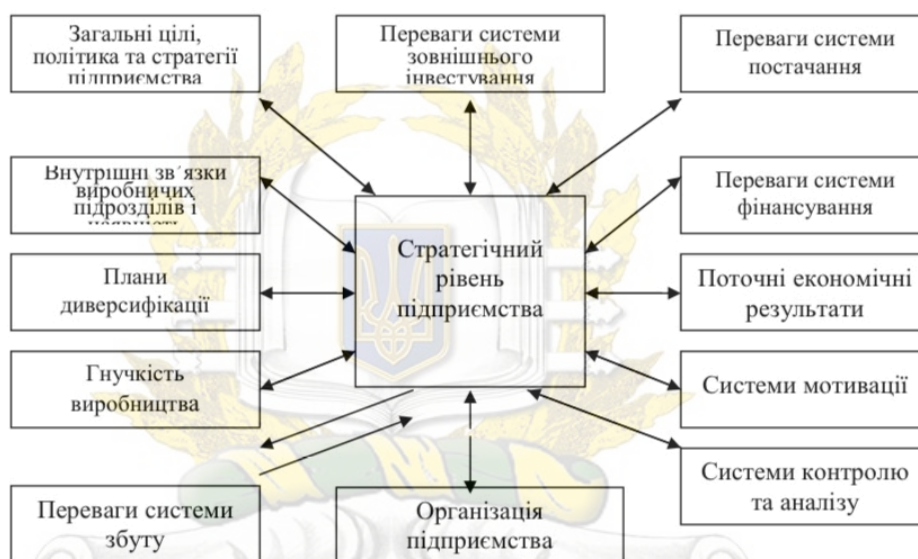 Загальні цілі,
політика та стратегії
підприємства
Переваги системи
зовнішнього
інвестування
Переваги системи
постачання
Внутрішні зв’язки
виробничих
підрозділів і
Переваги системи
фінансування
Стратегічний
рівень
підприємства
Плани
диверсифікації
Поточні економічні
результати
Гнучкість
виробництва
Системи мотивації
Системи контролю
та аналізу
Переваги системи
збуту
Організація
підприємства